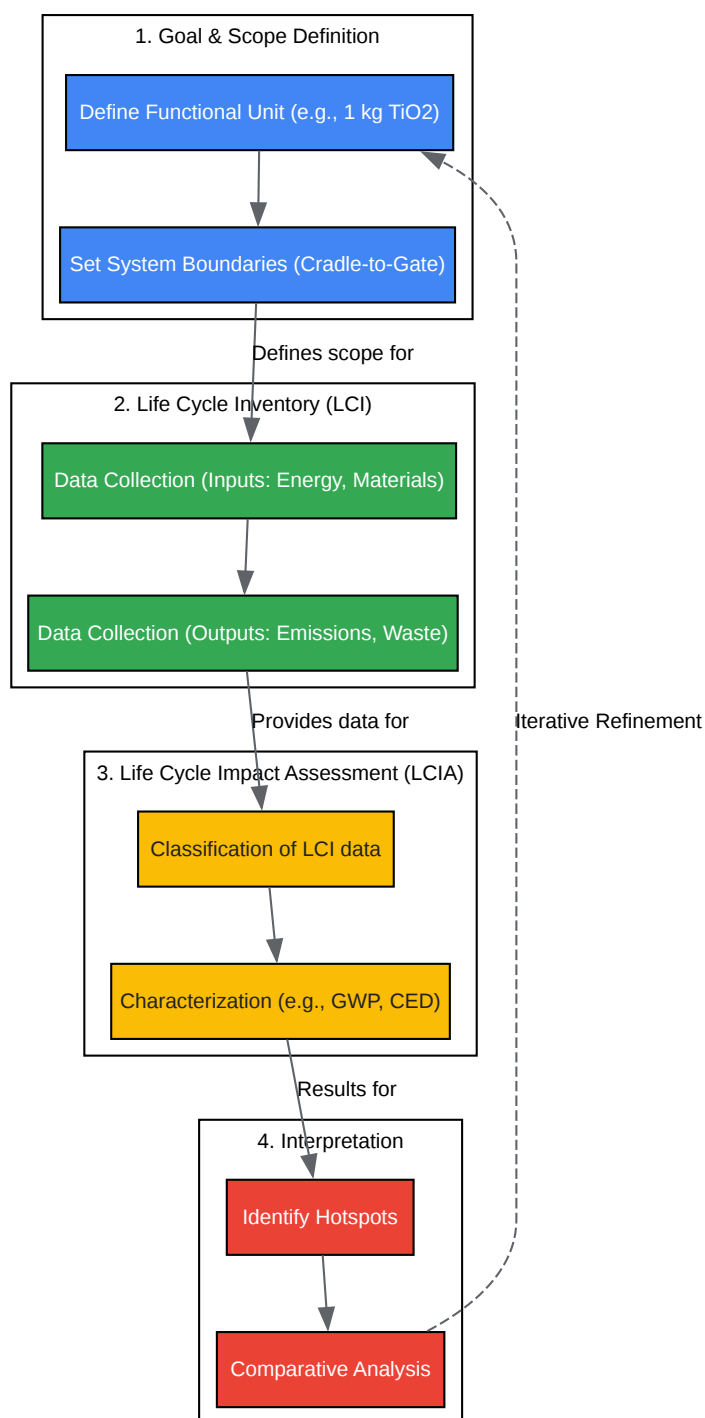 1. Goal & Scope Definition
Define Functional Unit (e.g., 1 kg TiO2)
Set System Boundaries (Cradle-to-Gate)
Defines scope for
2. Life Cycle Inventory (LCI)
Data Collection (Inputs: Energy, Materials)
Data Collection (Outputs: Emissions, Waste)
Provides data for
Iterative Refinement
3. Life Cycle Impact Assessment (LCIA)
Classification of LCI data
Characterization (e.g., GWP, CED)
Results for
4. Interpretation
Identify Hotspots
Comparative Analysis